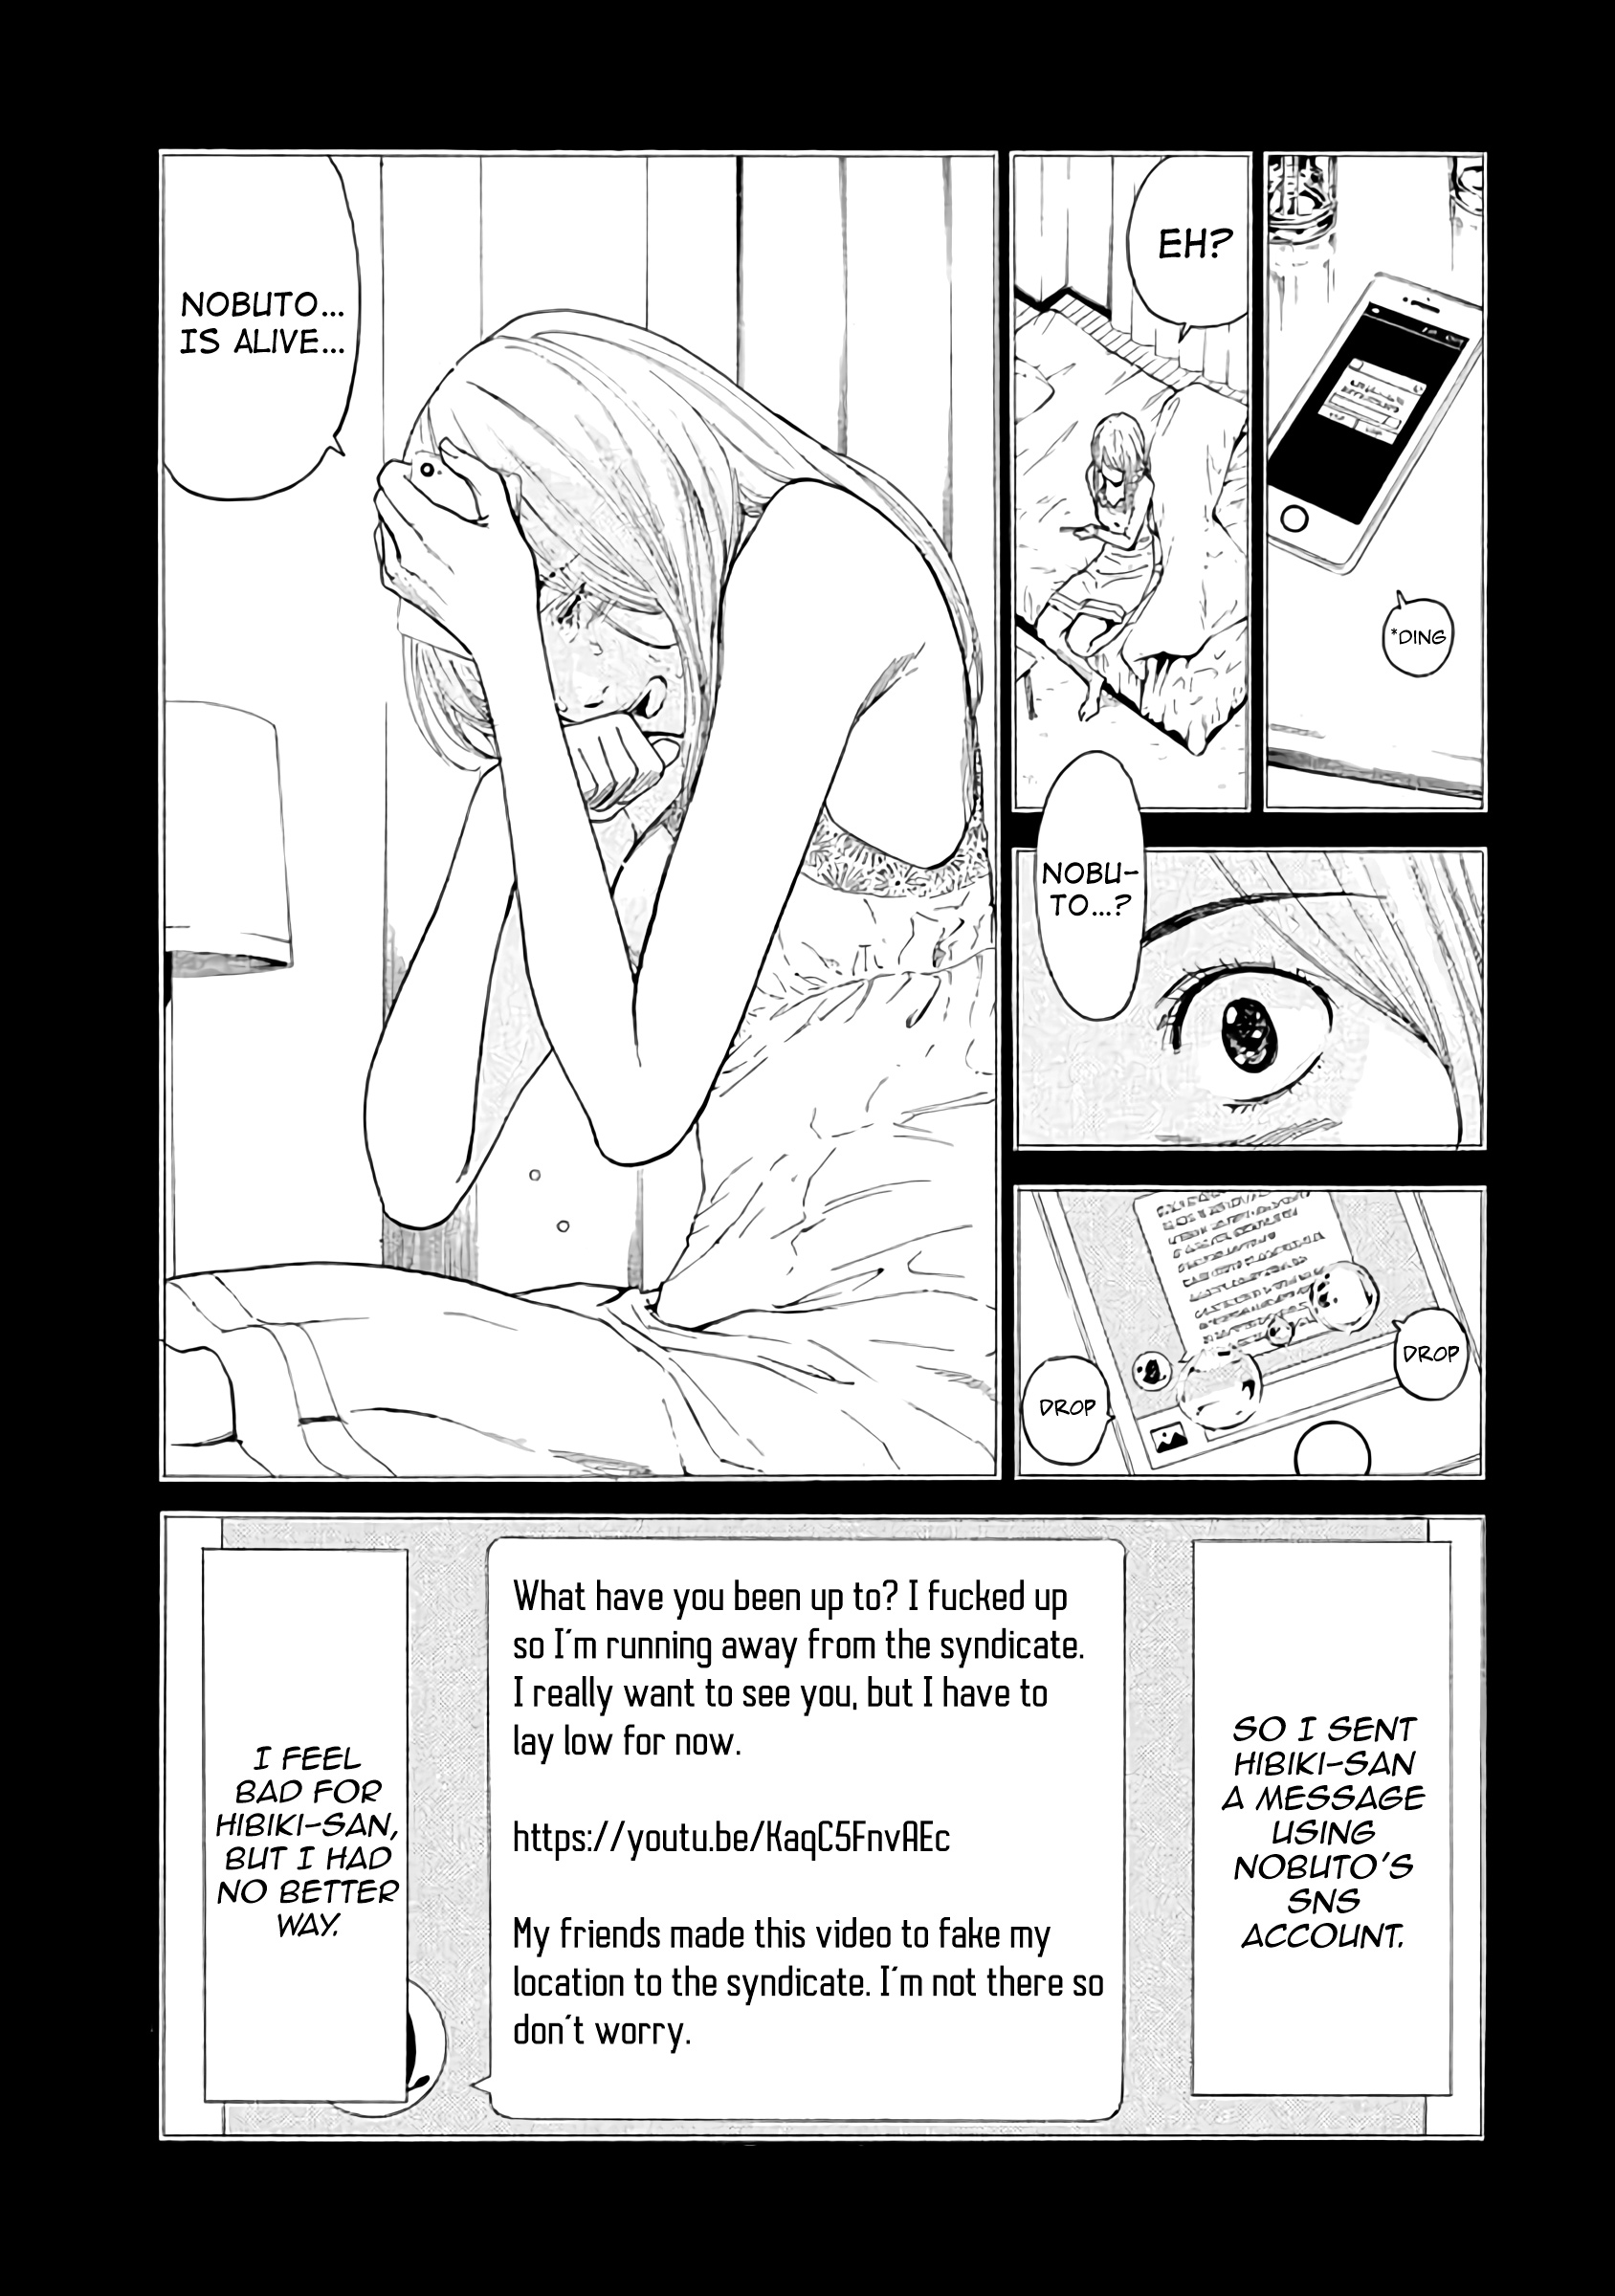 *DING
EH?
NOBU-
TO...?
DROP
DROP
NOBUTO...
IS ALIVE...
SO I SENT
HIBIKI-SAN
A MESSAGE
USING
NOBUTO'S
SNS
ACCOUNT.
What have you been up to? I fucked up
so I'm running away from the syndicate.
I really want to see you, but I have to
lay low for now.
https://youtu.be/KaqC5FnvAEc
My friends made this video to fake my
location to the syndicate. I'm not there so
don't worry.
I FEEL
BAD FOR
HIBIKI-SAN,
BUT I HAD
NO BETTER
WAY.